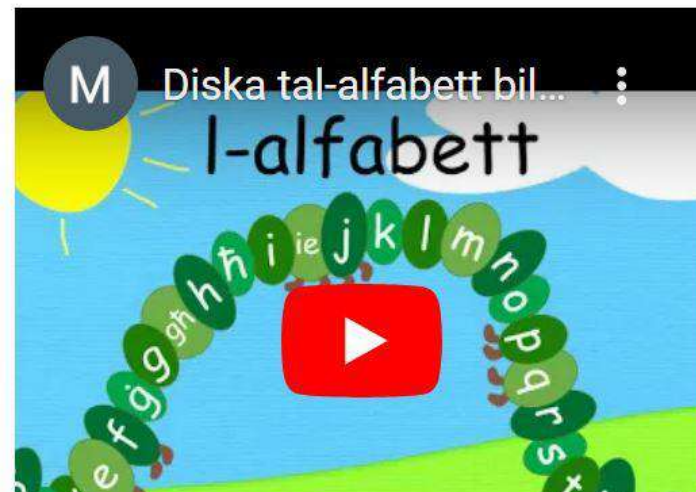 M Diska tal-alfabett bil...
l-alfabett
e f ġ g għ h ħ i ie j k l m n o p q r s t